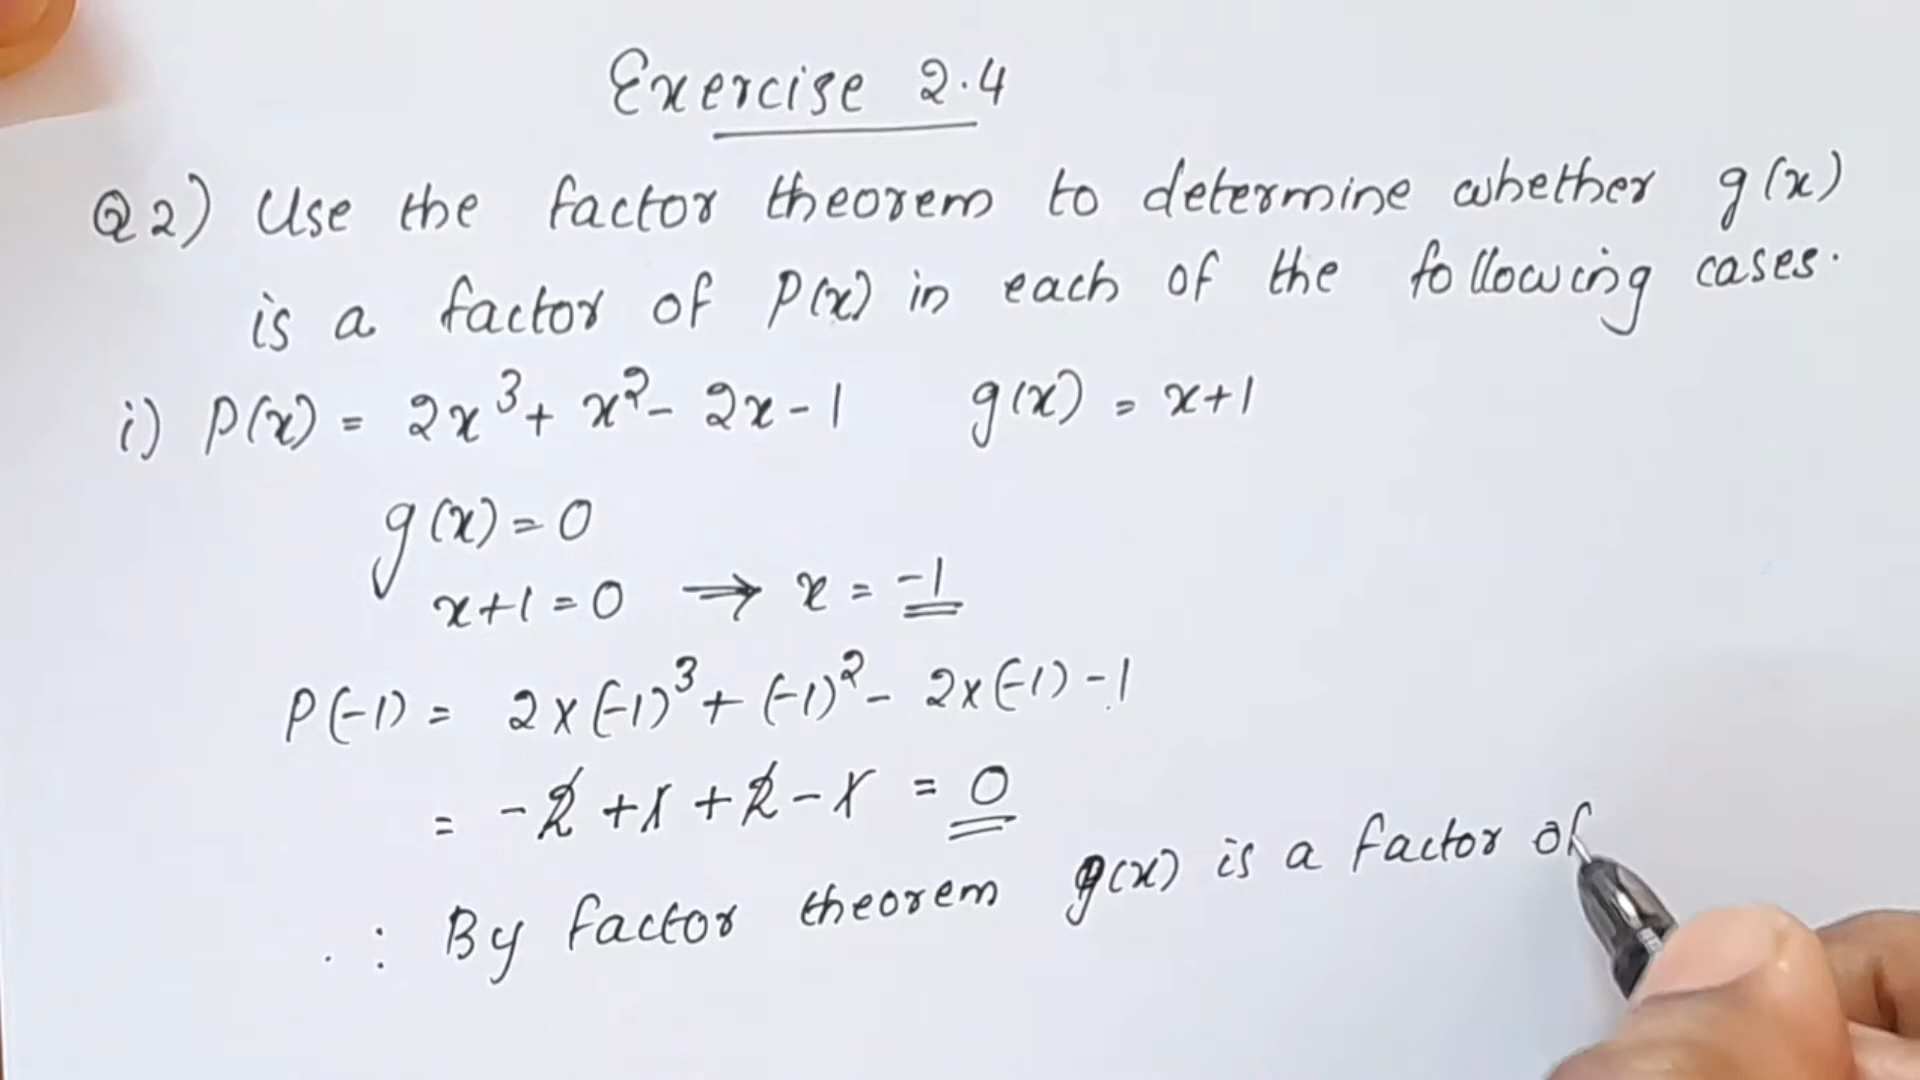 Exercise 2.4
Q2) Use the factor theorem to determine whether g(x)
is a factor of P(x) in each of the following cases.
i) P(x) = 2x³ + x² - 2x - 1 g(x) = x+1
g(x) = 0
x+1 = 0 ⇒ x = -1
P(-1) = 2×(-1)³ + (-1)² - 2×(-1) - 1
= -2 + 1 + 2 - 1 = 0
∴ By factor theorem g(x) is a factor of